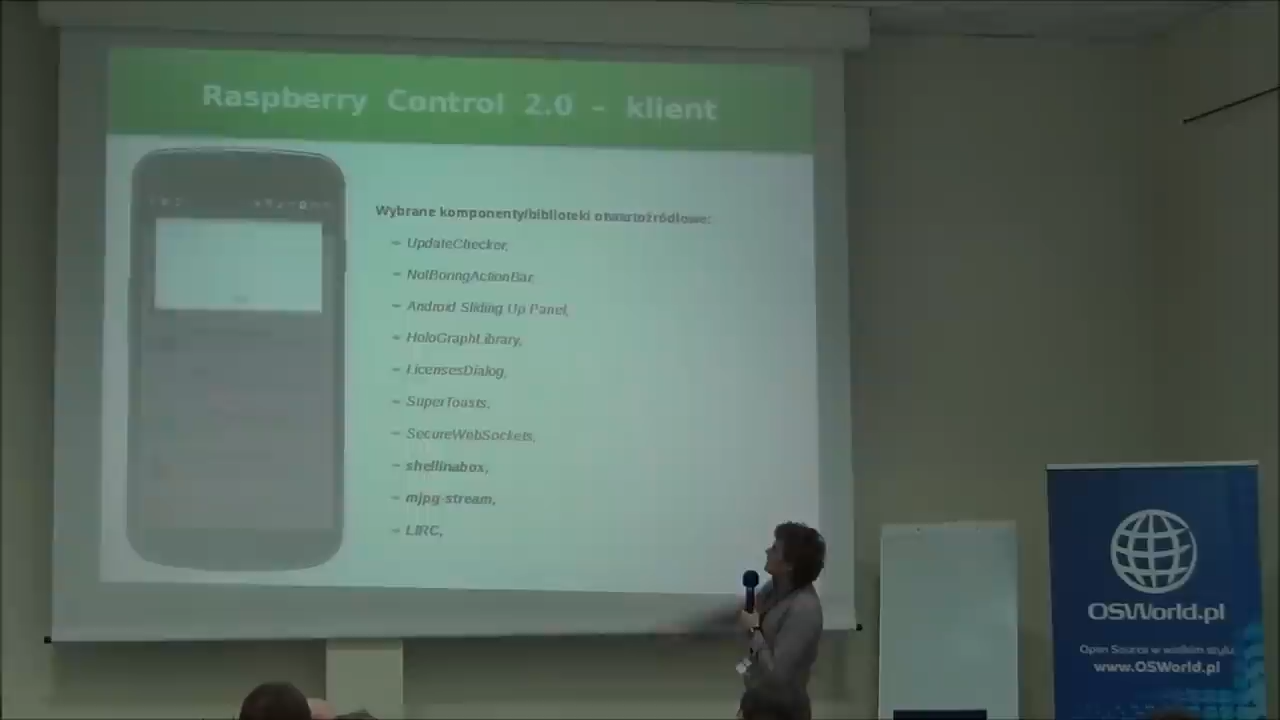 Raspberry Control 2.0 – klient
Wybrane komponenty/biblioteki otwartoźródłowe:
– UpdateChecker,
– NotBoringActionBar,
– Android Sliding Up Panel,
– HoloGraphLibrary,
– LicensesDialog,
– SuperToasts,
– SecureWebSockets,
– shellinabox,
– mjpg-stream,
– LIRC,
OSWorld.pl
Open Source w wielkim stylu
www.OSWorld.pl